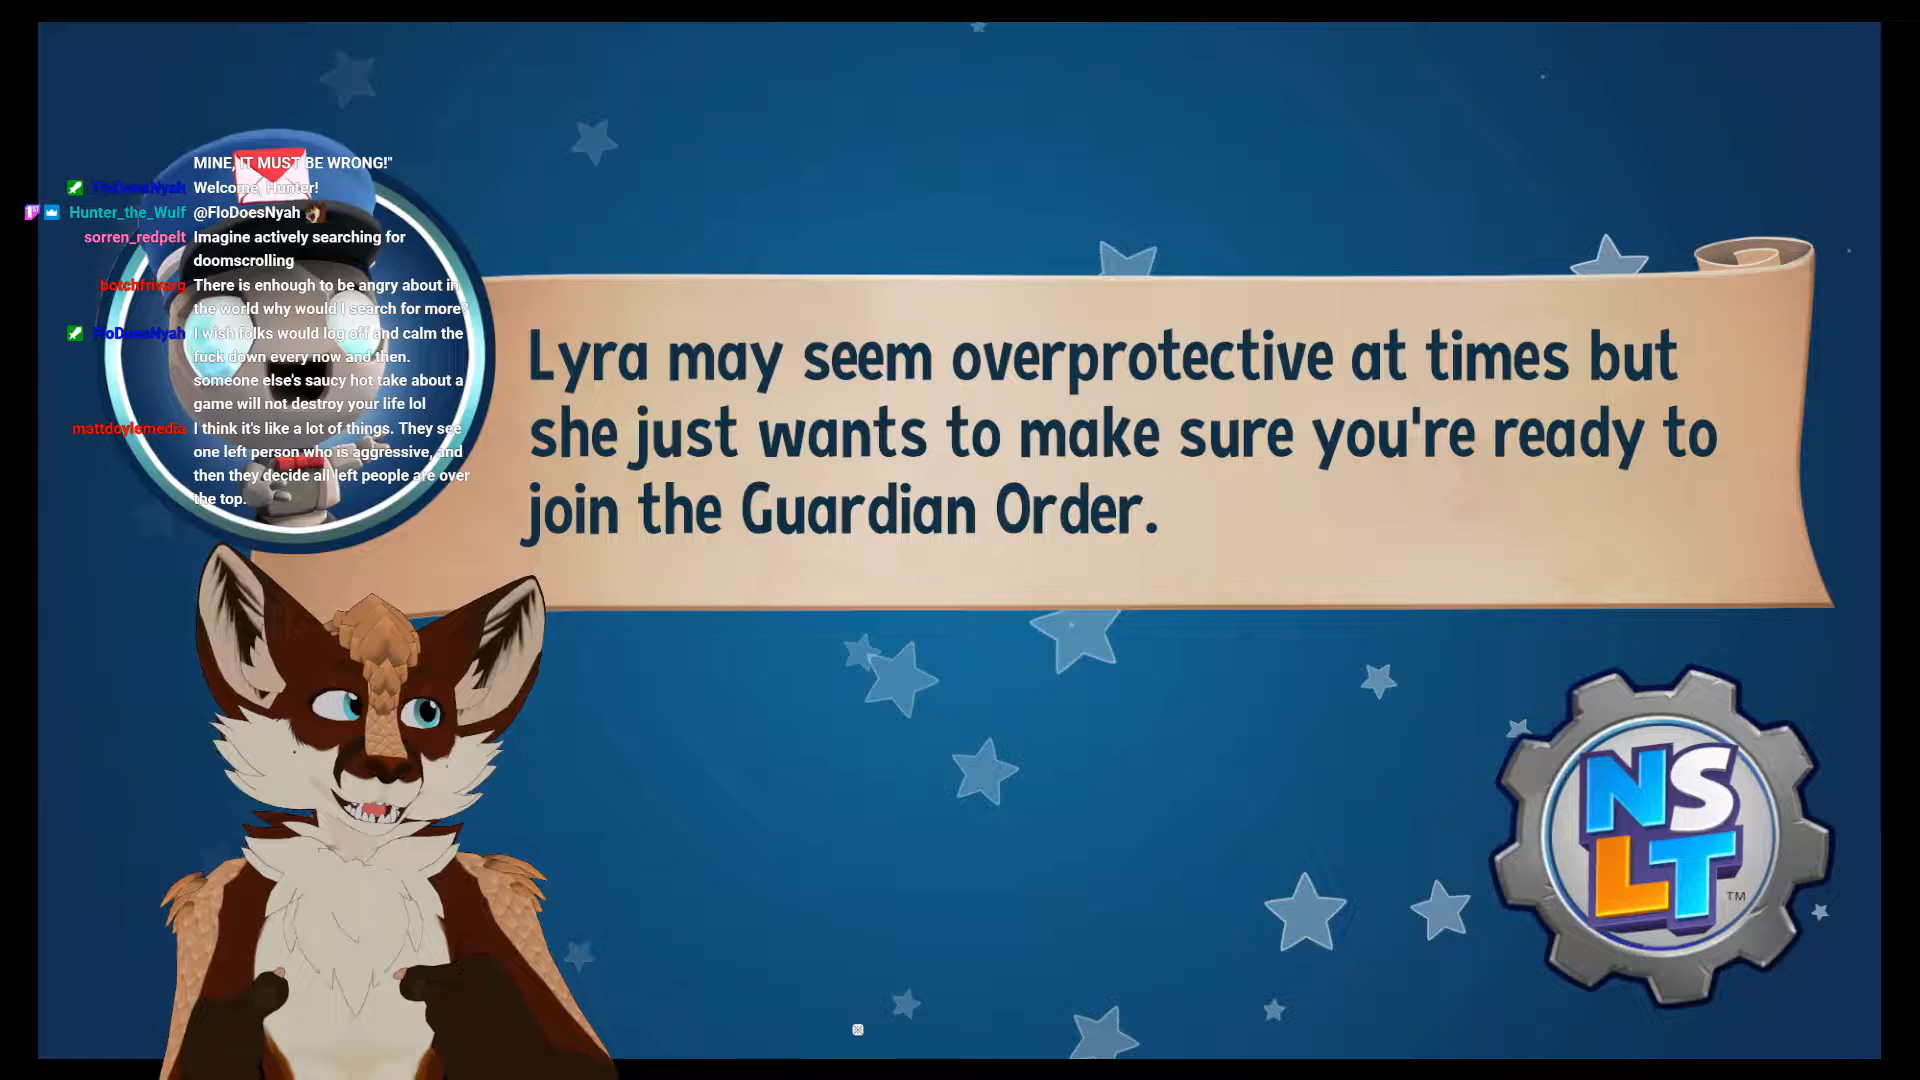 MINE, IT MUST BE WRONG!"
FloDoesNyah Welcome, Hunter!
Hunter_the_Wulf @FloDoesNyah
sorren_redpelt Imagine actively searching for
doomscrolling
botchfrivarg There is enhough to be angry about in
the world why would I search for more?
FloDoesNyah I wish folks would log off and calm the
fuck down every now and then.
someone else's saucy hot take about a
game will not destroy your life lol
mattdoylemedia I think it's like a lot of things. They see
one left person who is aggressive, and
then they decide all left people are over
the top.
Lyra may seem overprotective at times but
she just wants to make sure you're ready to
join the Guardian Order.
NS
LT
TM